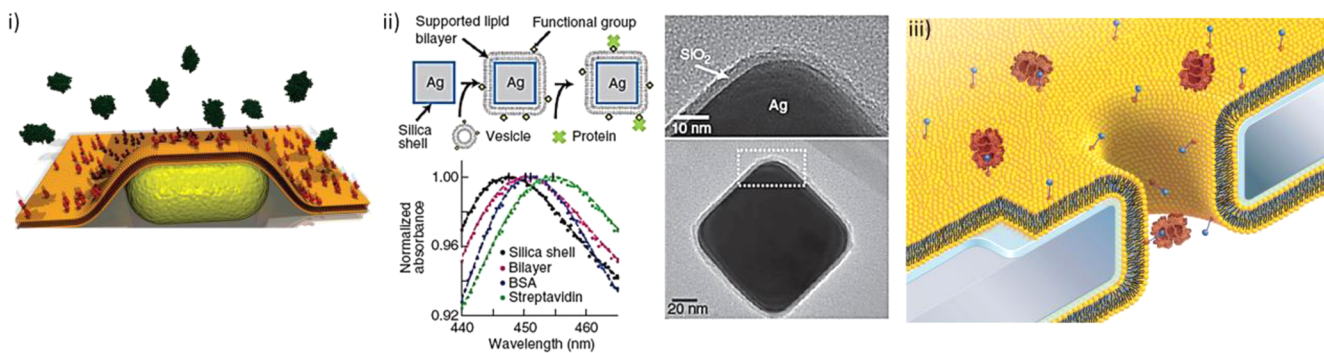 i)
ii)
Supported lipid
bilayer
Functional group
Ag
Ag
Ag
Silica
shell
Vesicle
Protein
Normalized
absorbance
1.00
0.96
0.92
Silica shell
Bilayer
BSA
Streptavidin
440
450
460
Wavelength (nm)
SiO2
Ag
10 nm
20 nm
iii)